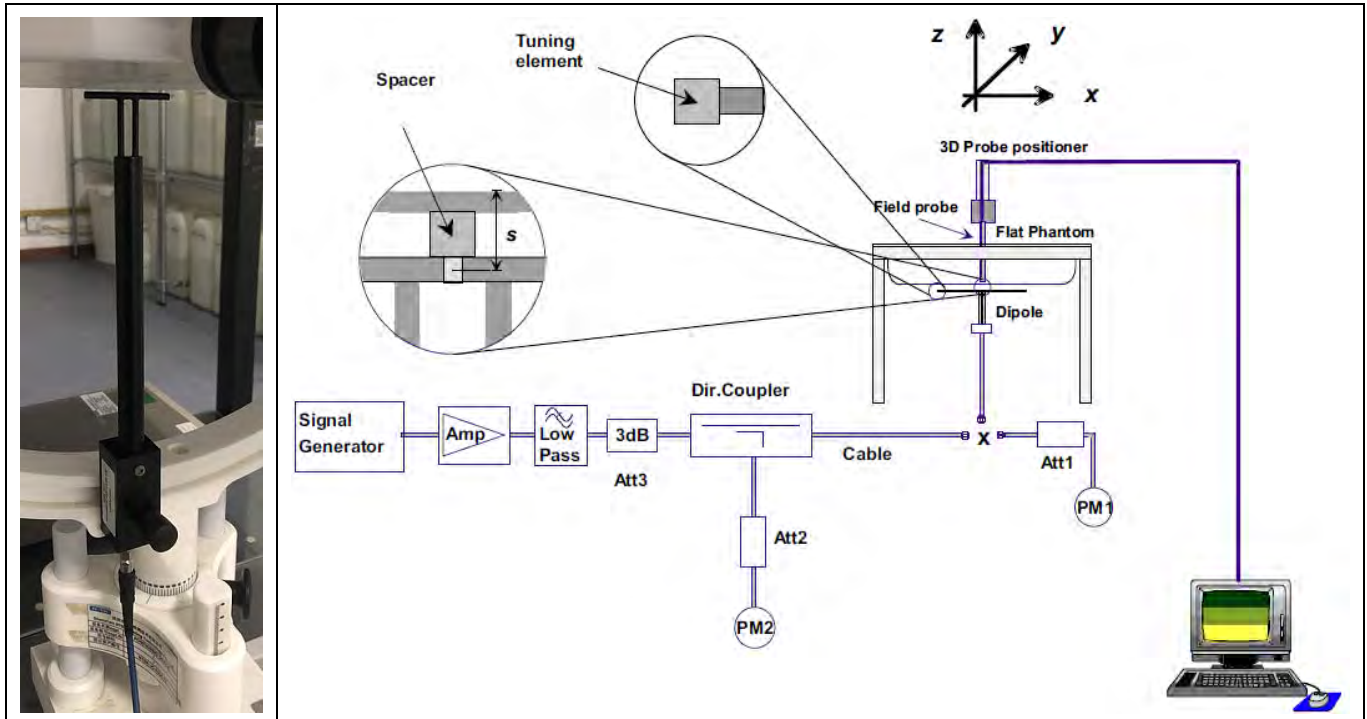 Tuning
element
Spacer
s
z
y
x
3D Probe positioner
Field probe
Flat Phantom
Dipole
Dir.Coupler
Signal
Generator
Amp
Low
Pass
3dB
Att3
Cable
x
Att1
PM1
Att2
PM2